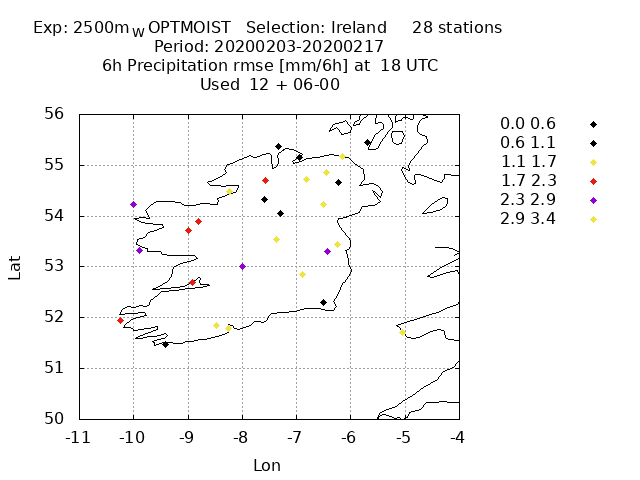 Exp: 2500mWOPTMOIST Selection: Ireland 28 stations
Period: 20200203-20200217
6h Precipitation rmse [mm/6h] at 18 UTC
Used 12 + 06-00
56
55
54
53
52
51
50
-11 -10 -9 -8 -7 -6 -5 -4
Lat
Lon
0.0 0.6
0.6 1.1
1.1 1.7
1.7 2.3
2.3 2.9
2.9 3.4